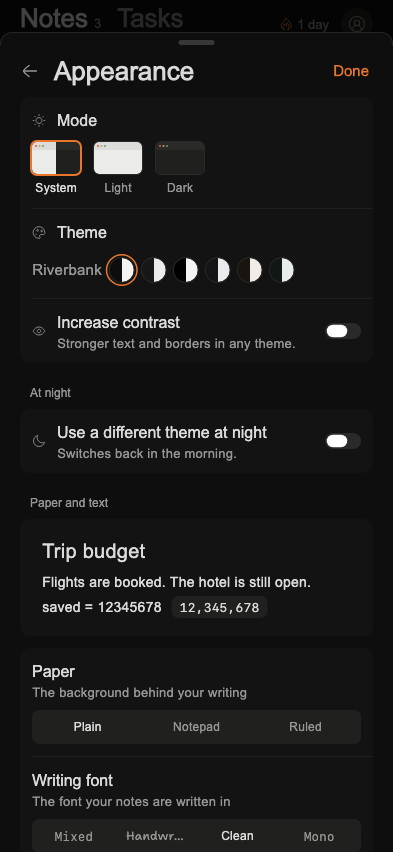 Notes 3 Tasks
1 day
Appearance
Done
Mode
System Light Dark
Theme
Riverbank
Increase contrast
Stronger text and borders in any theme.
At night
Use a different theme at night
Switches back in the morning.
Paper and text
Trip budget
Flights are booked. The hotel is still open.
saved = 12345678 12,345,678
Paper
The background behind your writing
Plain Notepad Ruled
Writing font
The font your notes are written in
Mixed Handwr... Clean Mono